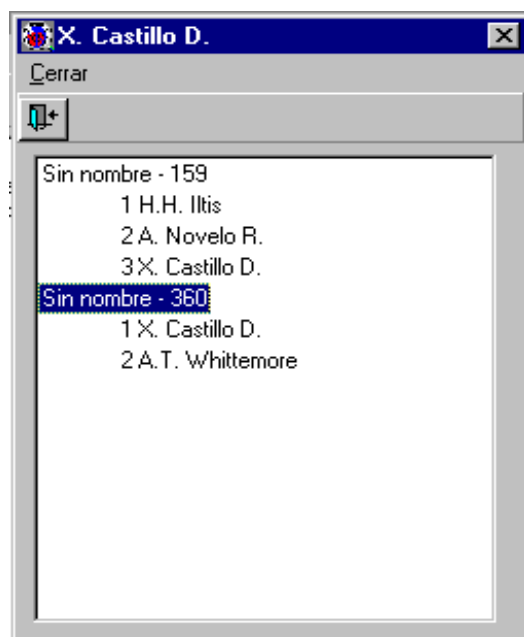 X. Castillo D.
Cerrar
Sin nombre - 159
1 H.H. Iltis
2 A. Novelo R.
3 X. Castillo D.
Sin nombre - 360
1 X. Castillo D.
2 A.T. Whittemore